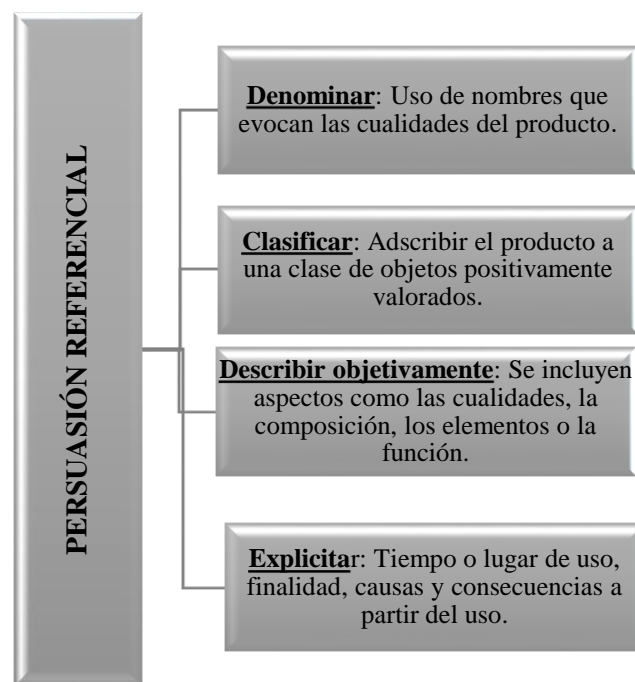 PERSUASIÓN REFERENCIAL
Denominar: Uso de nombres que
evocan las cualidades del producto.
Clasificar: Adscribir el producto a
una clase de objetos positivamente
valorados.
Describir objetivamente: Se incluyen
aspectos como las cualidades, la
composición, los elementos o la
función.
Explicitar: Tiempo o lugar de uso,
finalidad, causas y consecuencias a
partir del uso.